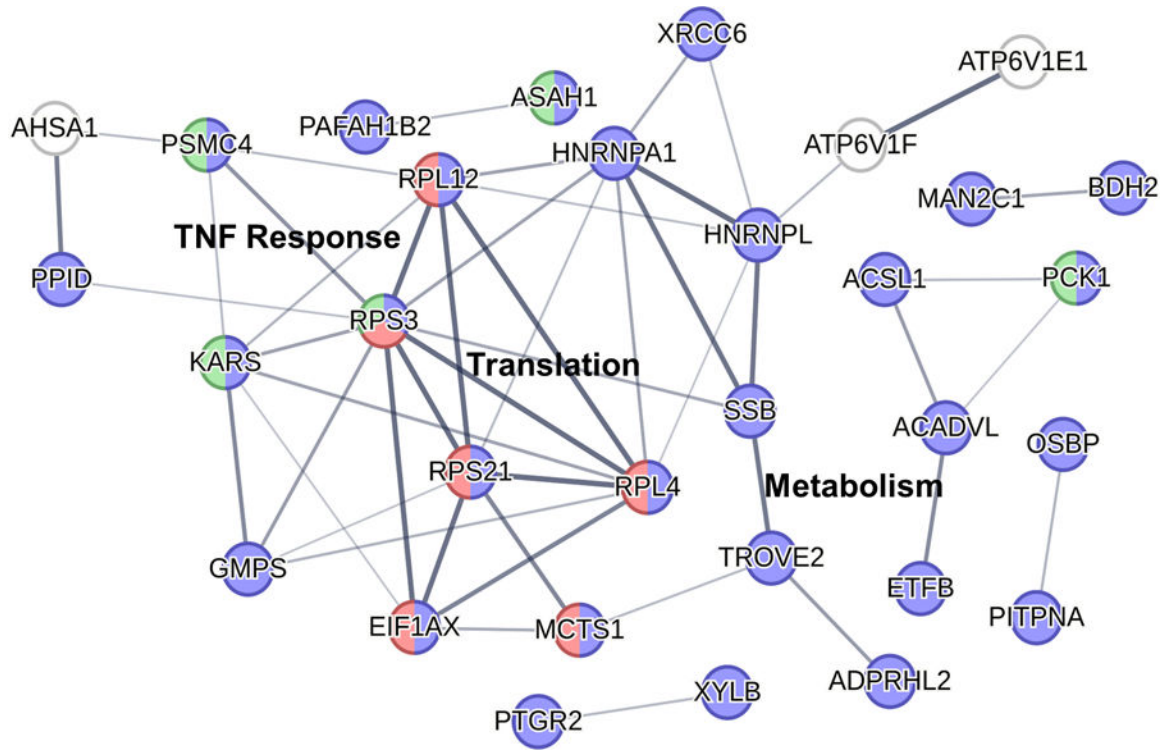 XRCC6
ATP6V1E1
ASAH1
PAFAH1B2
AHSA1
PSMC4
HNRNPA1
ATP6V1F
RPL12
MAN2C1
BDH2
TNF Response
HNRNPL
PPID
ACSL1
PCK1
RPS3
KARS
Translation
SSB
ACADVL
OSBP
RPS21
RPL4
Metabolism
GMPS
TROVE2
ETFB
PITPNA
EIF1AX
MCTS1
ADPRHL2
XYLB
PTGR2